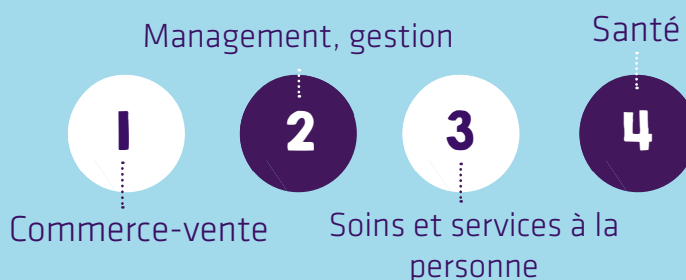 Management, gestion
Santé
1
2
3
4
Commerce-vente
Soins et services à la
personne